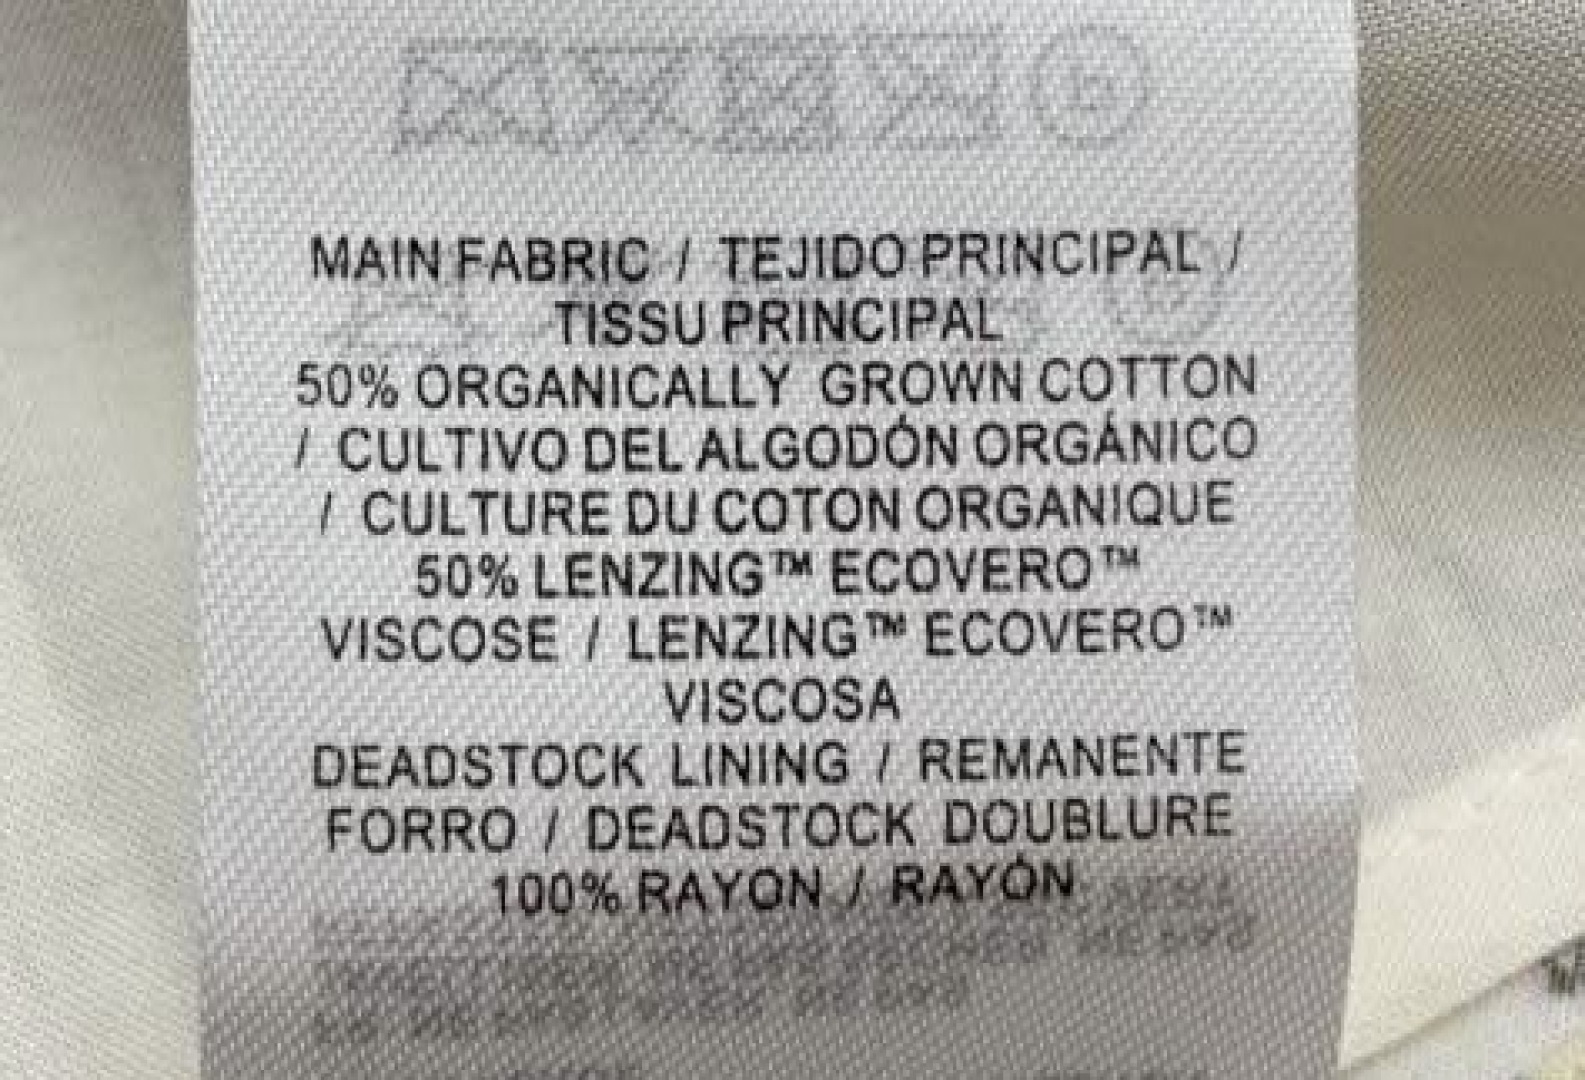 MAIN FABRIC / TEJIDO PRINCIPAL /
TISSU PRINCIPAL
50% ORGANICALLY GROWN COTTON
/ CULTIVO DEL ALGODÓN ORGÁNICO
/ CULTURE DU COTON ORGANIQUE
50% LENZING™ ECOVERO™
VISCOSE / LENZING™ ECOVERO™
VISCOSA
DEADSTOCK LINING / REMANENTE
FORRO / DEADSTOCK DOUBLURE
100% RAYON / RAYÓN